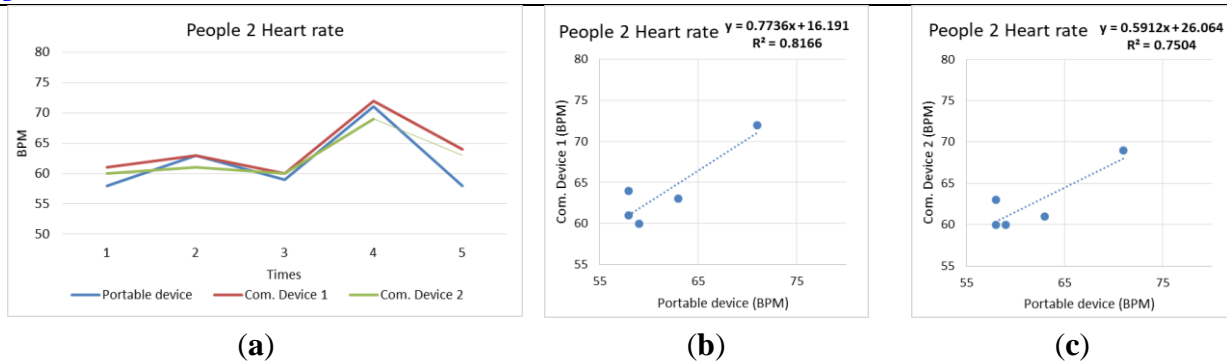 People 2 Heart rate
80
75
70
65
60
55
50
BPM
1 2 3 4 5
Times
Portable device Com. Device 1 Com. Device 2
(a)
People 2 Heart rate y = 0.7736x + 16.191
R² = 0.8166
80
75
70
65
60
55
Com. Device 1 (BPM)
55 65 75
Portable device (BPM)
(b)
People 2 Heart rate y = 0.5912x + 26.064
R² = 0.7504
80
75
70
65
60
55
Com. Device 2 (BPM)
55 65 75
Portable device (BPM)
(c)